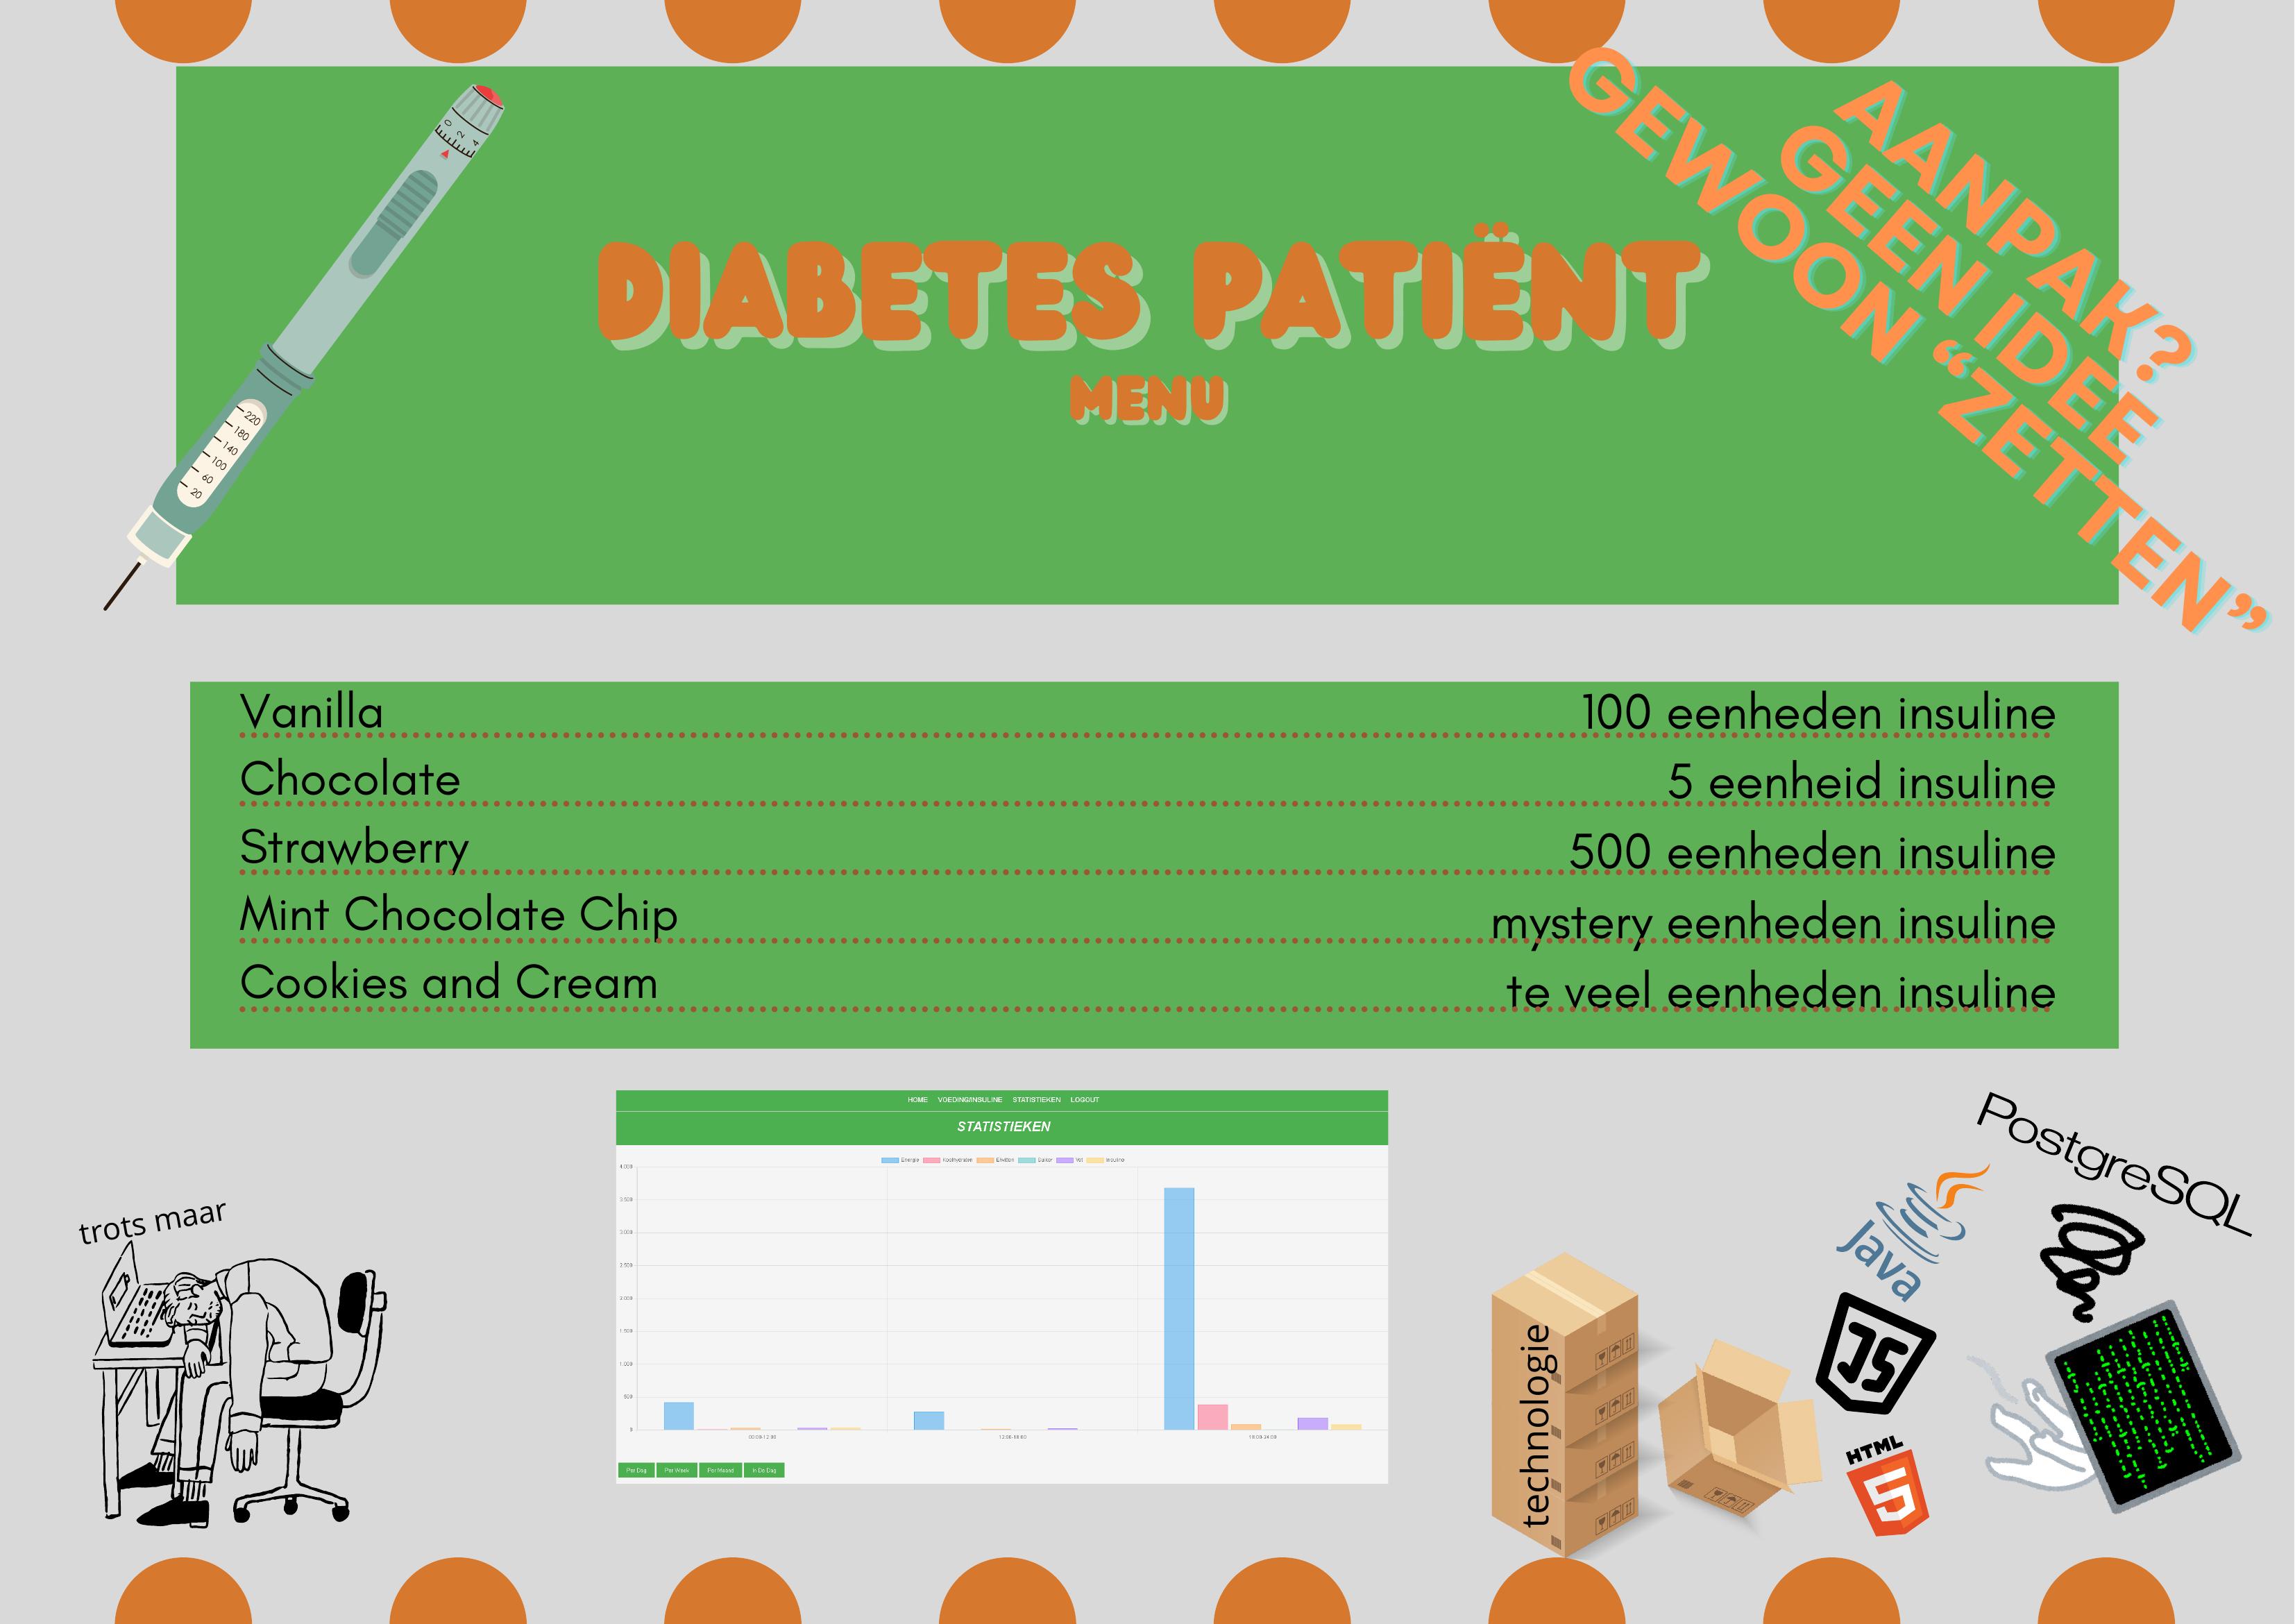 AANPAK?
GEEN IDEE
GEWOON “ZETTEN”
0 2 4
220
180
140
100
60
20
DIABETES PATIËNT
MENU
Vanilla 100 eenheden insuline
Chocolate 5 eenheid insuline
Strawberry 500 eenheden insuline
Mint Chocolate Chip mystery eenheden insuline
Cookies and Cream te veel eenheden insuline
HOME VOEDING/INSULINE STATISTIEKEN LOGOUT
STATISTIEKEN
Energie Koolhydraten Eiwitten Suiker Vet Insuline
4.000
3.500
3.000
2.500
2.000
1.500
1.000
500
0
Per Dag Per Week Per Maand In De Dag
trots maar
technologie
PostgreSQL
Java
JS
HTML
5